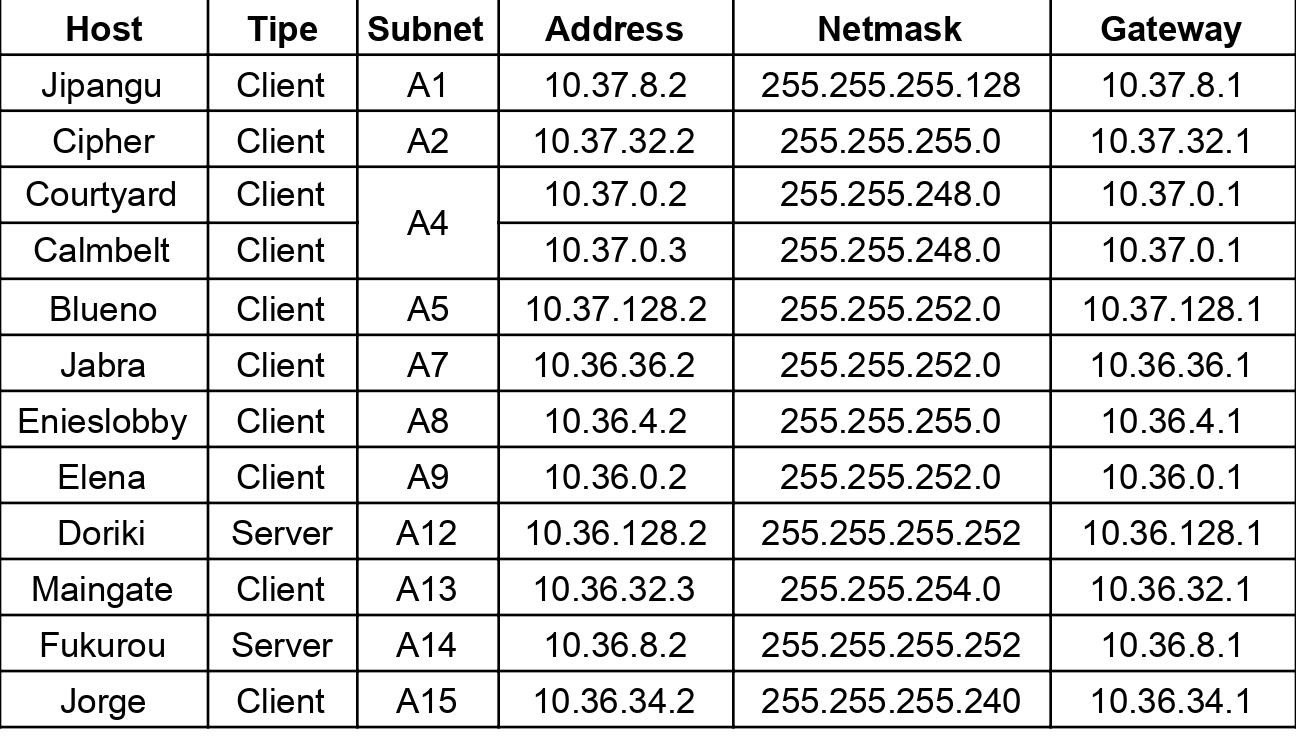 Host Tipe Subnet Address Netmask Gateway
Jipangu Client A1 10.37.8.2 255.255.255.128 10.37.8.1
Cipher Client A2 10.37.32.2 255.255.255.0 10.37.32.1
Courtyard Client A4 10.37.0.2 255.255.248.0 10.37.0.1
Calmbelt Client 10.37.0.3 255.255.248.0 10.37.0.1
Blueno Client A5 10.37.128.2 255.255.252.0 10.37.128.1
Jabra Client A7 10.36.36.2 255.255.252.0 10.36.36.1
Enieslobby Client A8 10.36.4.2 255.255.255.0 10.36.4.1
Elena Client A9 10.36.0.2 255.255.252.0 10.36.0.1
Doriki Server A12 10.36.128.2 255.255.255.252 10.36.128.1
Maingate Client A13 10.36.32.3 255.255.254.0 10.36.32.1
Fukurou Server A14 10.36.8.2 255.255.255.252 10.36.8.1
Jorge Client A15 10.36.34.2 255.255.255.240 10.36.34.1